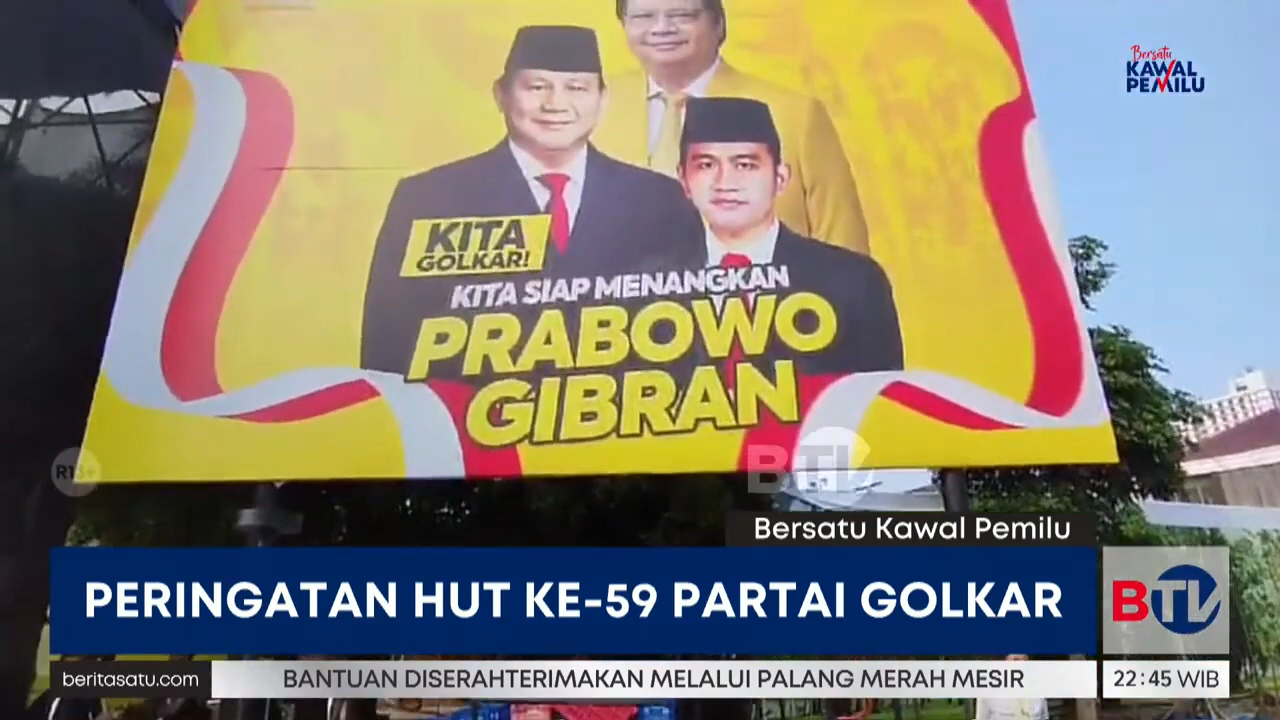 Bersatu
KAWAL
PEMILU
KITA
GOLKAR!
KITA SIAP MENANGKAN
PRABOWO
GIBRAN
R13+
BTV
Bersatu Kawal Pemilu
PERINGATAN HUT KE-59 PARTAI GOLKAR
BTV
beritasatu.com
BANTUAN DISERAHTERIMAKAN MELALUI PALANG MERAH MESIR
22:45 WIB